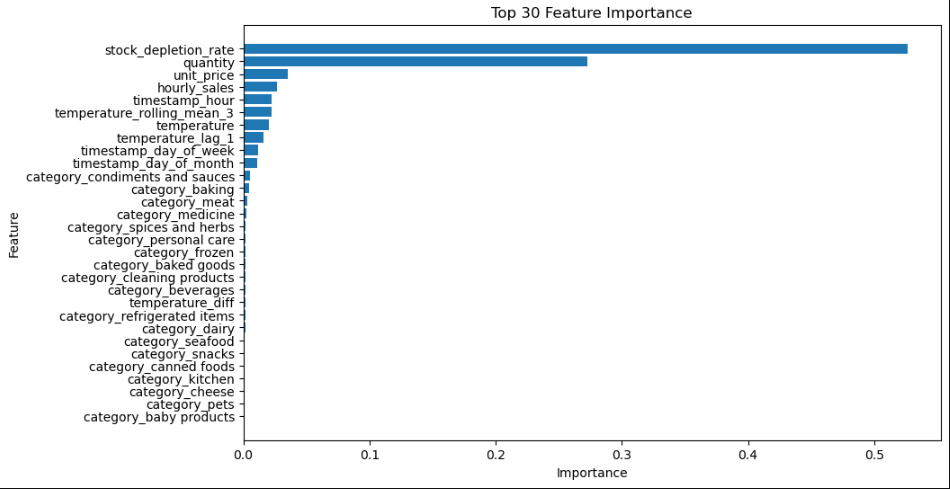 Top 30 Feature Importance
stock_depletion_rate
quantity
unit_price
hourly_sales
timestamp_hour
temperature_rolling_mean_3
temperature
temperature_lag_1
timestamp_day_of_week
timestamp_day_of_month
category_condiments and sauces
category_baking
category_meat
category_medicine
category_spices and herbs
category_personal care
category_frozen
category_baked goods
category_cleaning products
category_beverages
temperature_diff
category_refrigerated items
category_dairy
category_seafood
category_snacks
category_canned foods
category_kitchen
category_cheese
category_pets
category_baby products
Feature
0.0 0.1 0.2 0.3 0.4 0.5
Importance